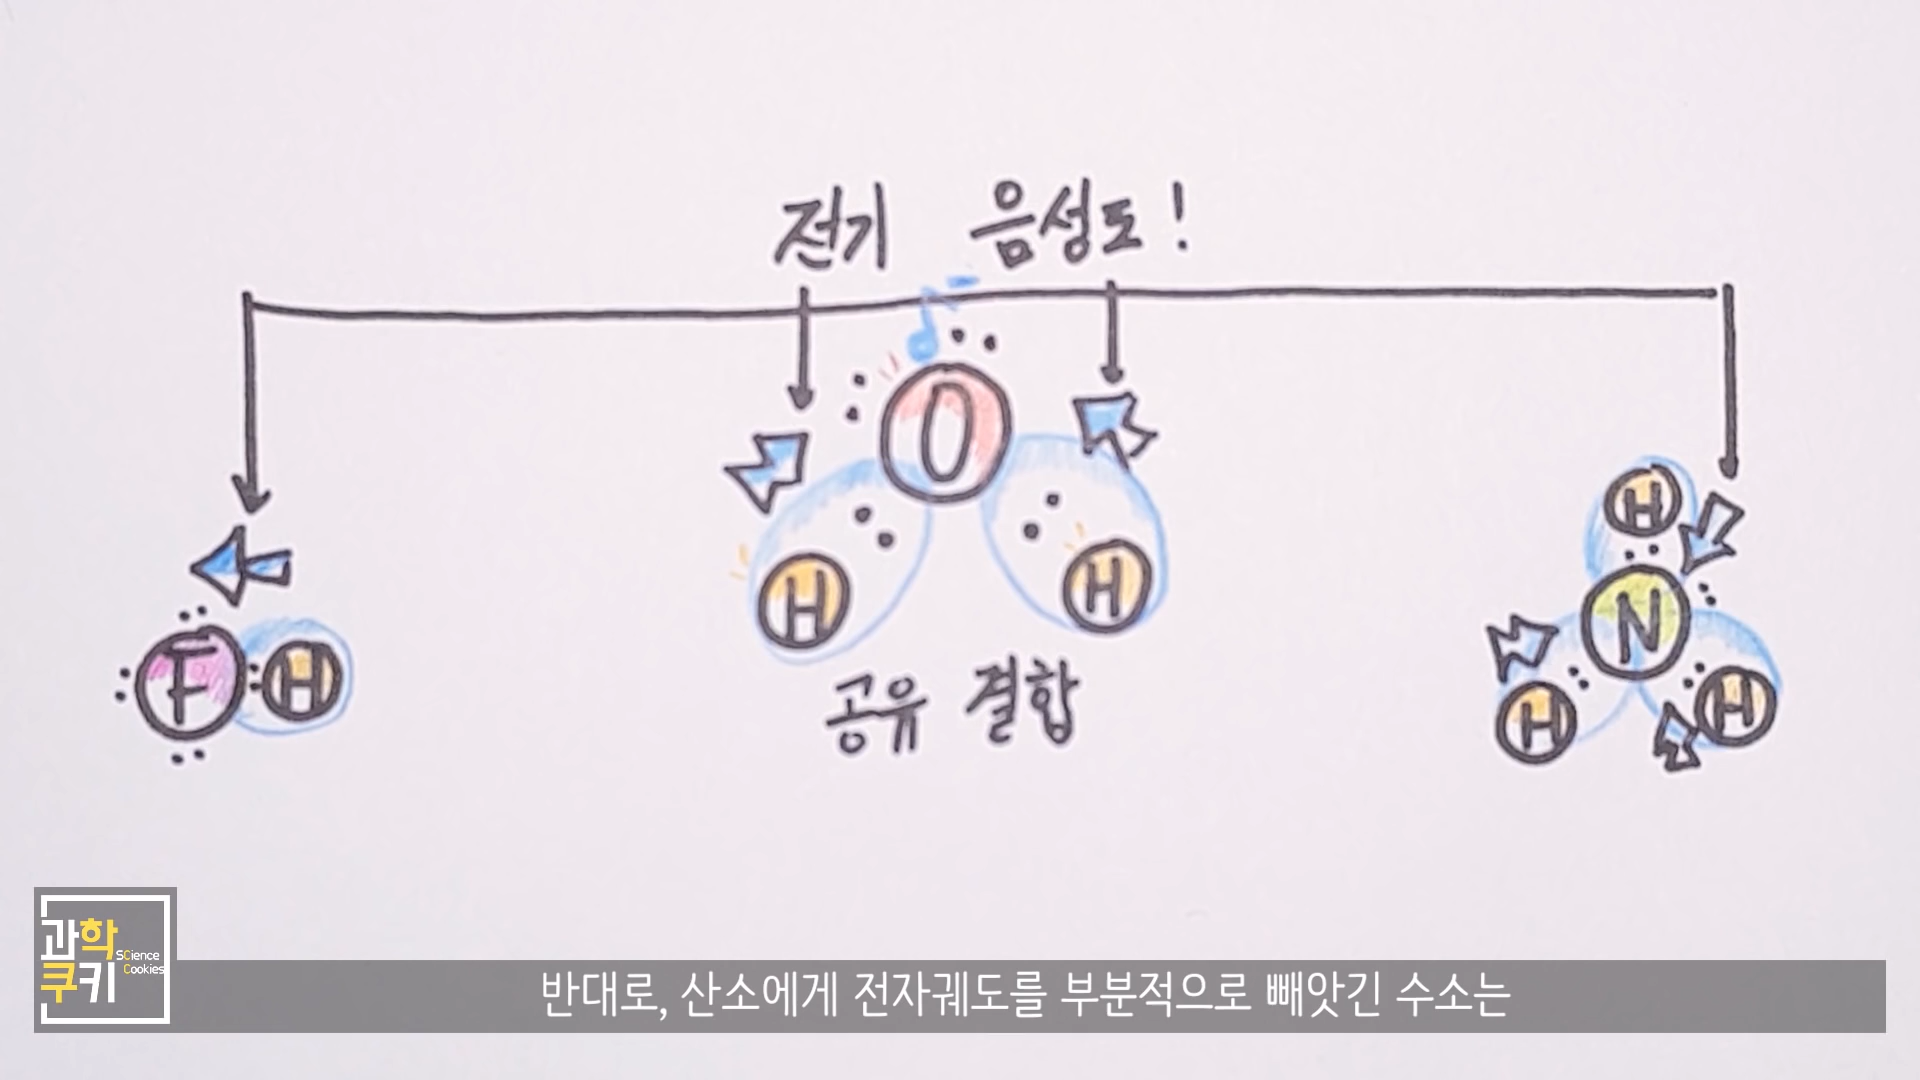 전기 음성도!
O
H
H
공유 결합
F
H
H
N
H
H
과학
쿠키
Science
Cookies
반대로, 산소에게 전자궤도를 부분적으로 빼앗긴 수소는